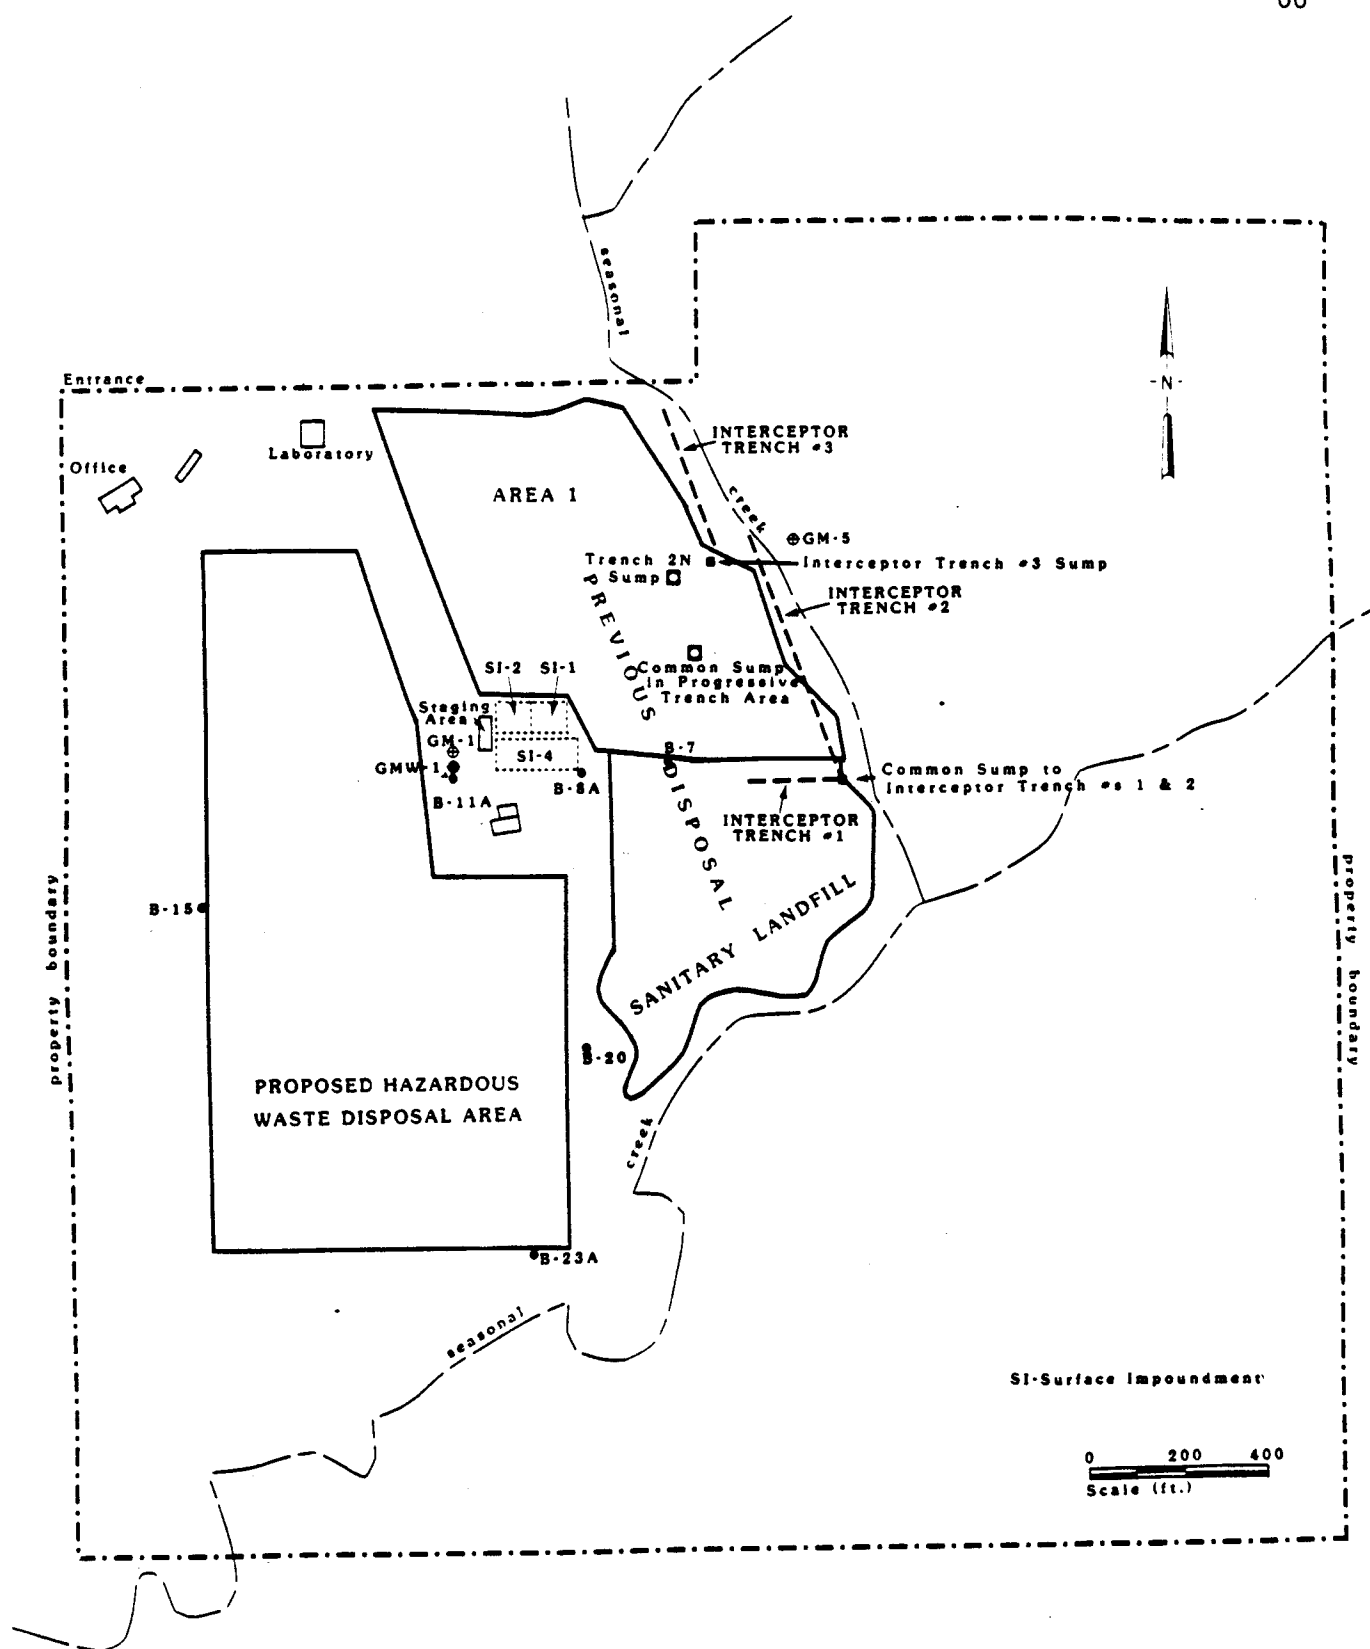 seasonal
Entrance
-N-
INTERCEPTOR
TRENCH #3
Laboratory
Office
AREA 1
creek
GM-5
Trench 2N
Sump
Interceptor Trench #3 Sump
INTERCEPTOR
TRENCH #2
PREVIOUS
DISPOSAL
SI-2 SI-1
Common Sump
in Progressive
Trench Area
Staging
Area
GM-1
B-7
SI-4
GMW-1
B-8A
Common Sump to
Interceptor Trench #s 1 & 2
B-11A
INTERCEPTOR
TRENCH #1
B-15
property boundary
property boundary
SANITARY LANDFILL
B-20
PROPOSED HAZARDOUS
WASTE DISPOSAL AREA
creek
B-23A
seasonal
SI-Surface Impoundment
0 200 400
Scale (ft.)